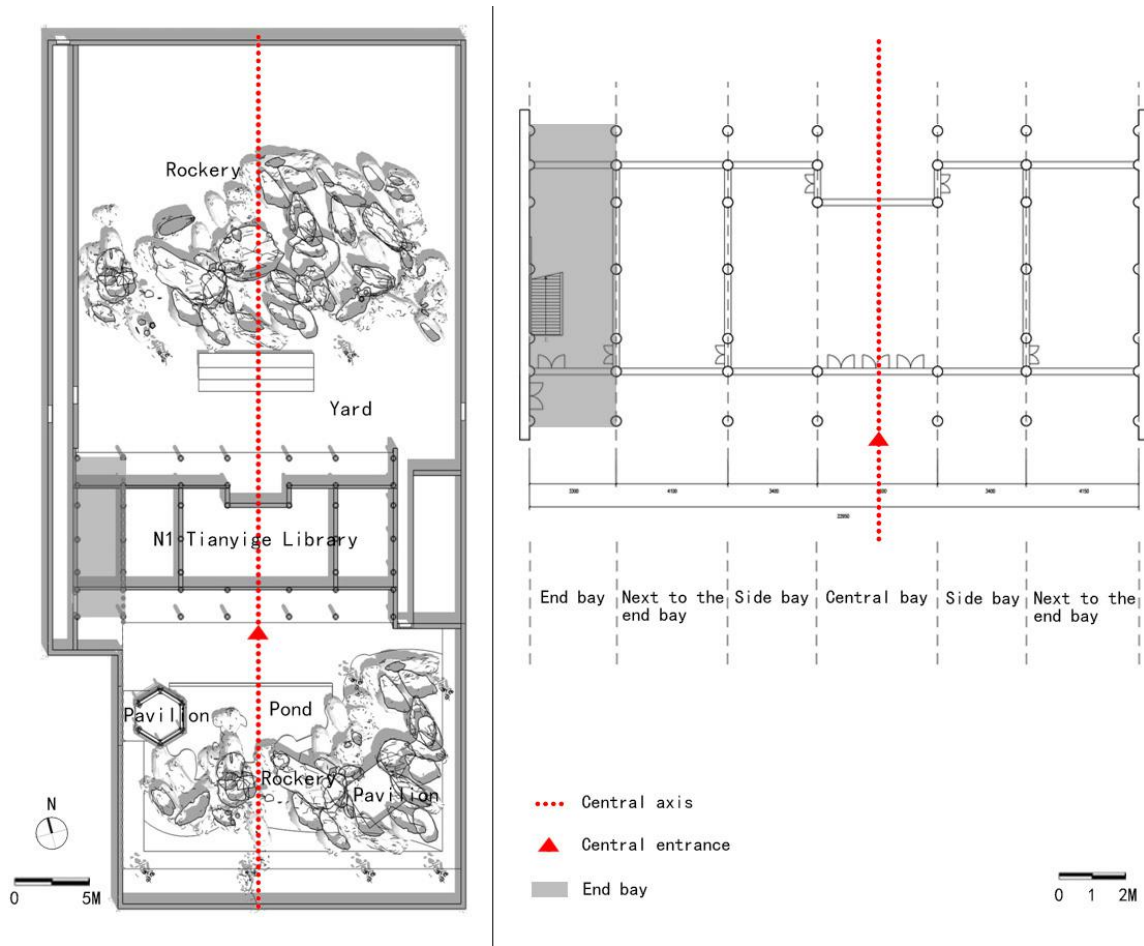 Rockery
Yard
N1 Tianyige Library
Pavilion
Pond
Rockery
Pavilion
N
0 5M
3400
4150
End bay
Next to the
end bay
Side bay
Central bay
Side bay
Next to the
end bay
Central axis
Central entrance
End bay
0 1 2M